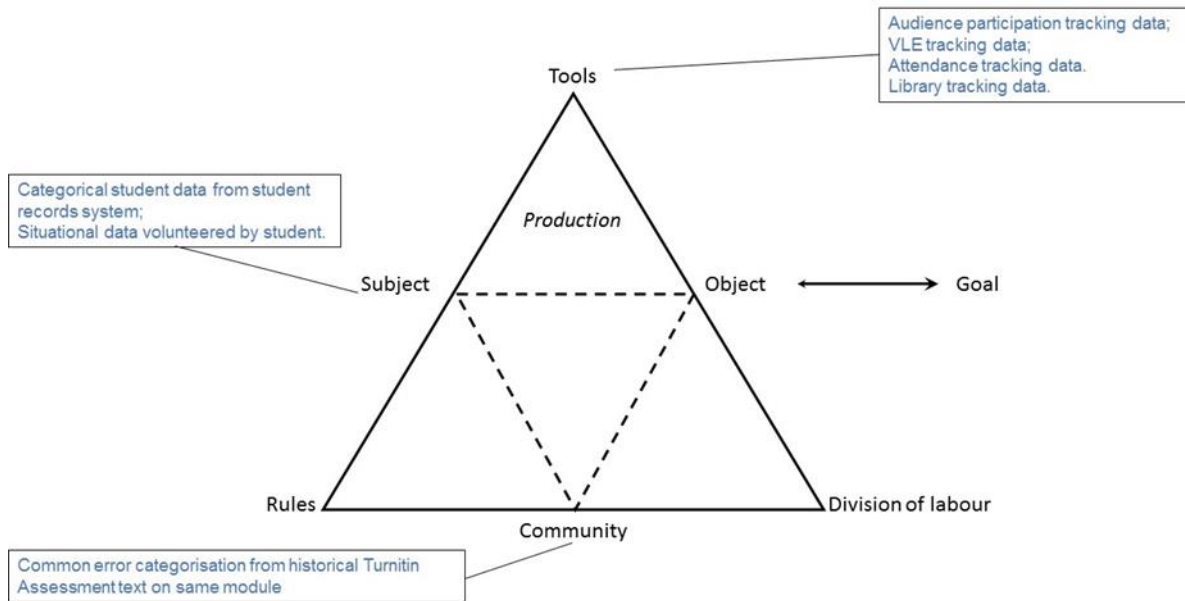 Audience participation tracking data;
VLE tracking data;
Attendance tracking data.
Library tracking data.
Tools
Categorical student data from student
records system;
Situational data volunteered by student.
Production
Subject
Object
Goal
Rules
Division of labour
Community
Common error categorisation from historical Turnitin
Assessment text on same module